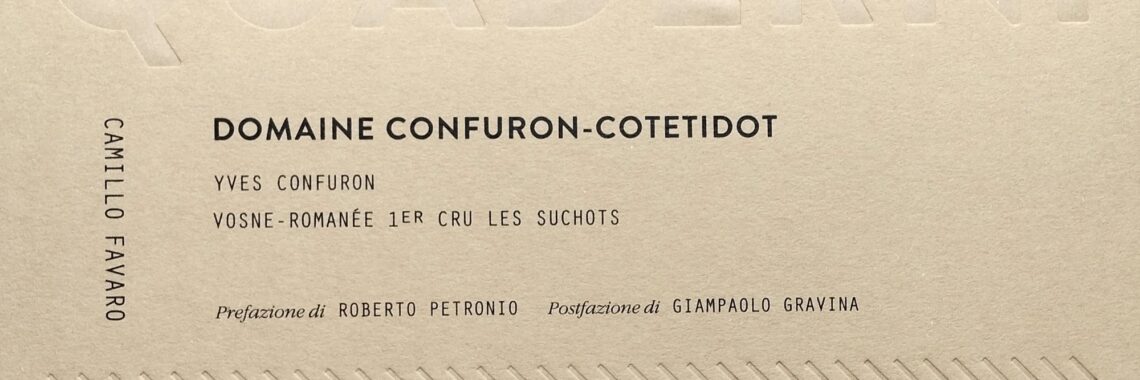 QUADERNI
CAMILLO FAVARO
DOMAINE CONFURON-COTETIDOT
YVES CONFURON
VOSNE-ROMANÉE 1ER CRU LES SUCHOTS
Prefazione di ROBERTO PETRONIO Postfazione di GIAMPAOLO GRAVINA